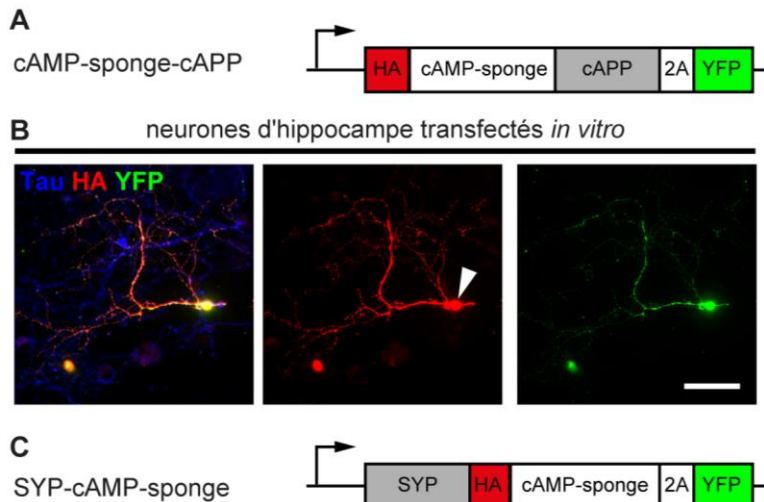 A
cAMP-sponge-cAPP
HA cAMP-sponge cAPP 2A YFP
B
neurones d'hippocampe transfectés in vitro
Tau HA YFP
C
SYP-cAMP-sponge
SYP HA cAMP-sponge 2A YFP